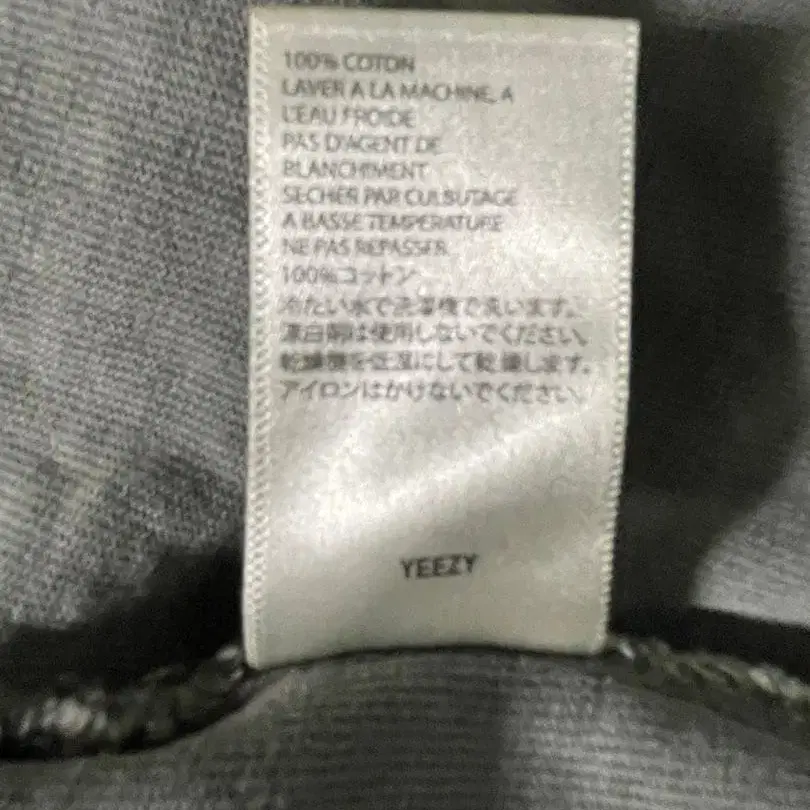 100% COTON
LAVER A LA MACHINE, A
L'EAU FROIDE
PAS D'AGENT DE
BLANCHIMENT
SECHER PAR CULBUTAGE
A BASSE TEMPERATURE
NE PAS REPASSER
100%コットン
冷たい水で洗濯機で洗います。
漂白剤は使用しないでください。
乾燥機を低温にして乾燥します。
アイロンはかけないでください。
YEEZY